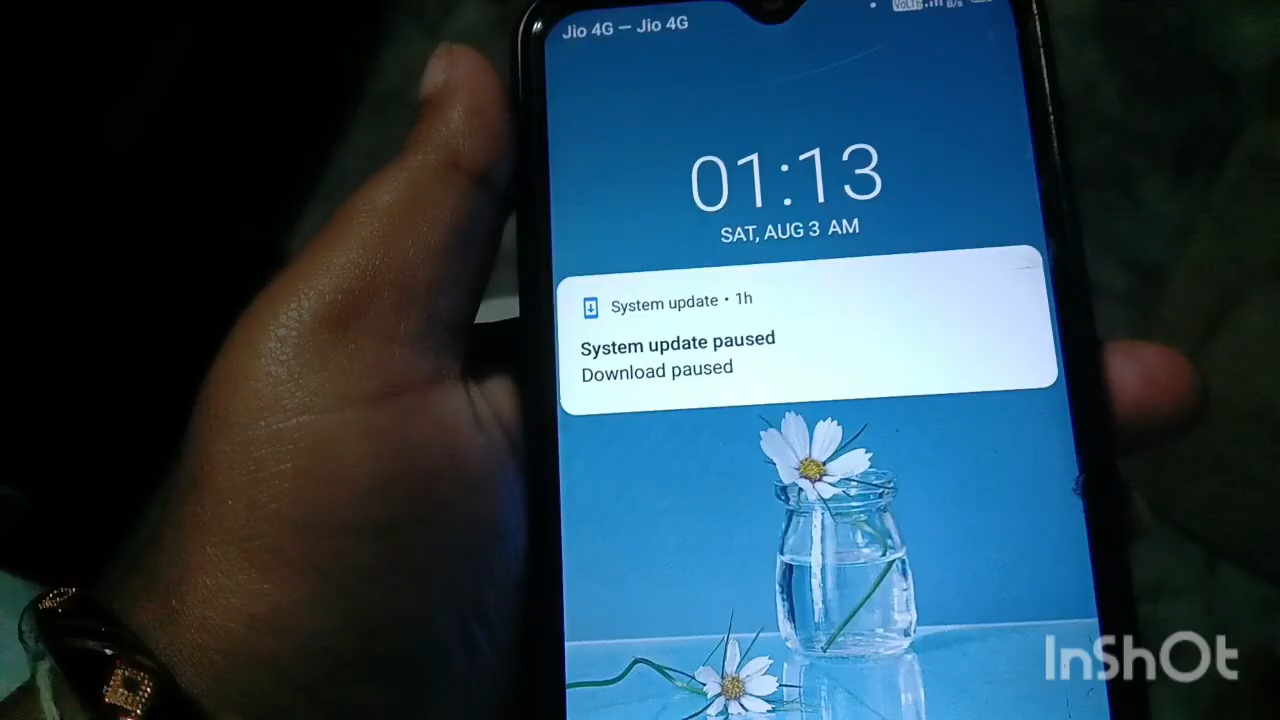 Jio 4G — Jio 4G
VoLTE B/s
01:13
SAT, AUG 3 AM
System update • 1h
System update paused
Download paused
InShOt